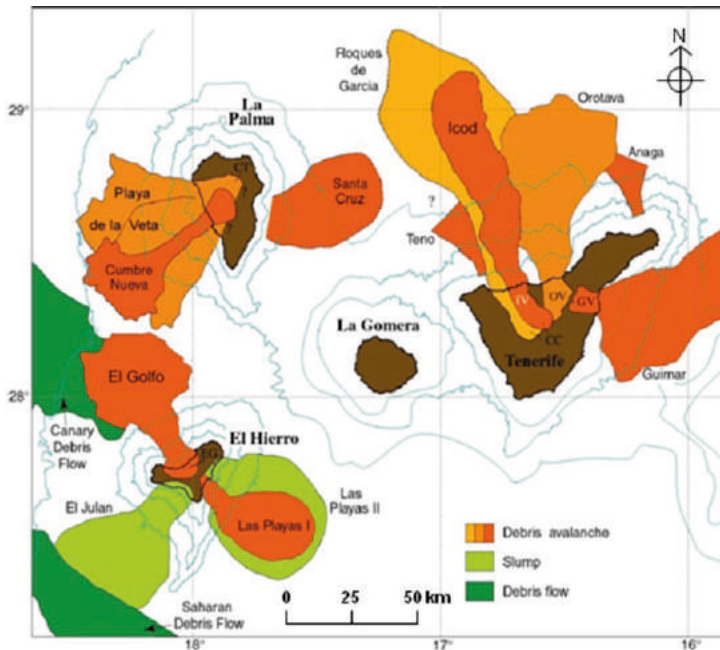 Roques
de
Garcia
N
29°
La
Palma
Icod
Orotava
Anaga
CT
Playa
de la Veta
Santa
Cruz
?
?
?
Teno
Cumbre
Nueva
IV
OV
GV
La Gomera
CC
Tenerife
El Golfo
Guimar
28°
Canary
Debris
Flow
El Hierro
EG
El Julan
Las
Playas II
Las Playas I
Debris avalanche
Slump
Debris flow
0 25 50 km
Saharan
Debris Flow
18°
17°
16°